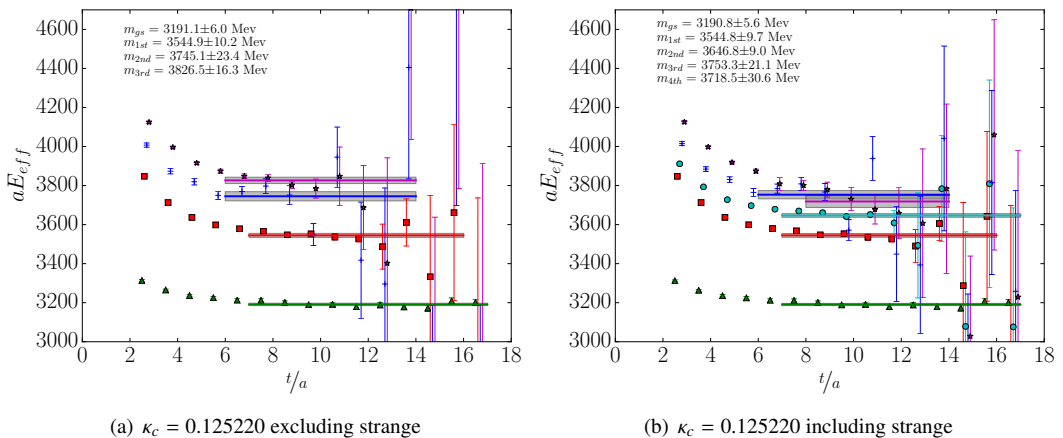 4600
4400
4200
4000
3800
3600
3400
3200
3000
aE_eff
m_gs = 3191.1±6.0 Mev
m_1st = 3544.9±10.2 Mev
m_2nd = 3745.1±23.4 Mev
m_3rd = 3826.5±16.3 Mev
0 2 4 6 8 10 12 14 16 18
t/a
(a) κ_c = 0.125220 excluding strange
4600
4400
4200
4000
3800
3600
3400
3200
3000
aE_eff
m_gs = 3190.8±5.6 Mev
m_1st = 3544.8±9.7 Mev
m_2nd = 3646.8±9.0 Mev
m_3rd = 3753.3±21.1 Mev
m_4th = 3718.5±30.6 Mev
0 2 4 6 8 10 12 14 16 18
t/a
(b) κ_c = 0.125220 including strange